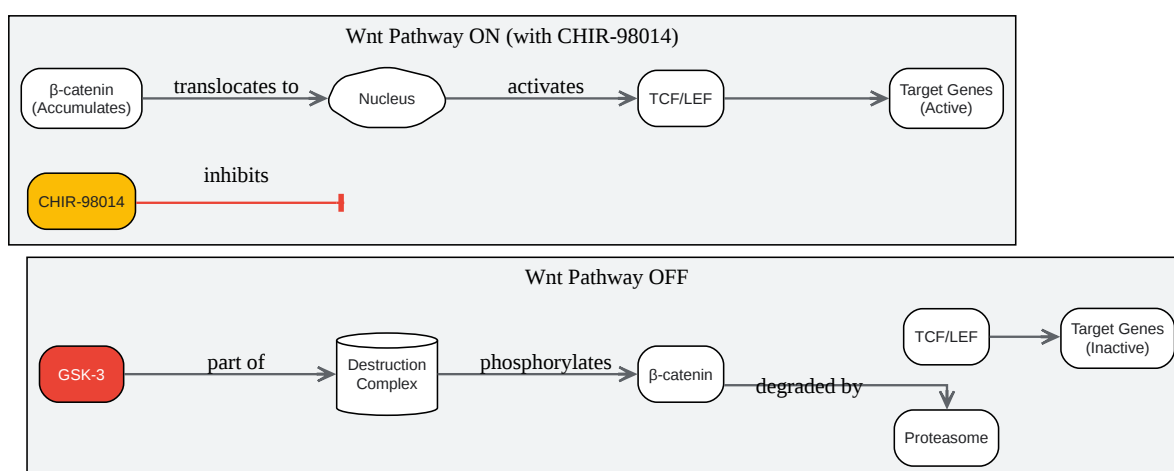 Wnt Pathway ON (with CHIR-98014)
β-catenin
(Accumulates)
translocates to
Nucleus
activates
TCF/LEF
Target Genes
(Active)
CHIR-98014
inhibits
Wnt Pathway OFF
GSK-3
part of
Destruction
Complex
phosphorylates
β-catenin
degraded by
Proteasome
TCF/LEF
Target Genes
(Inactive)